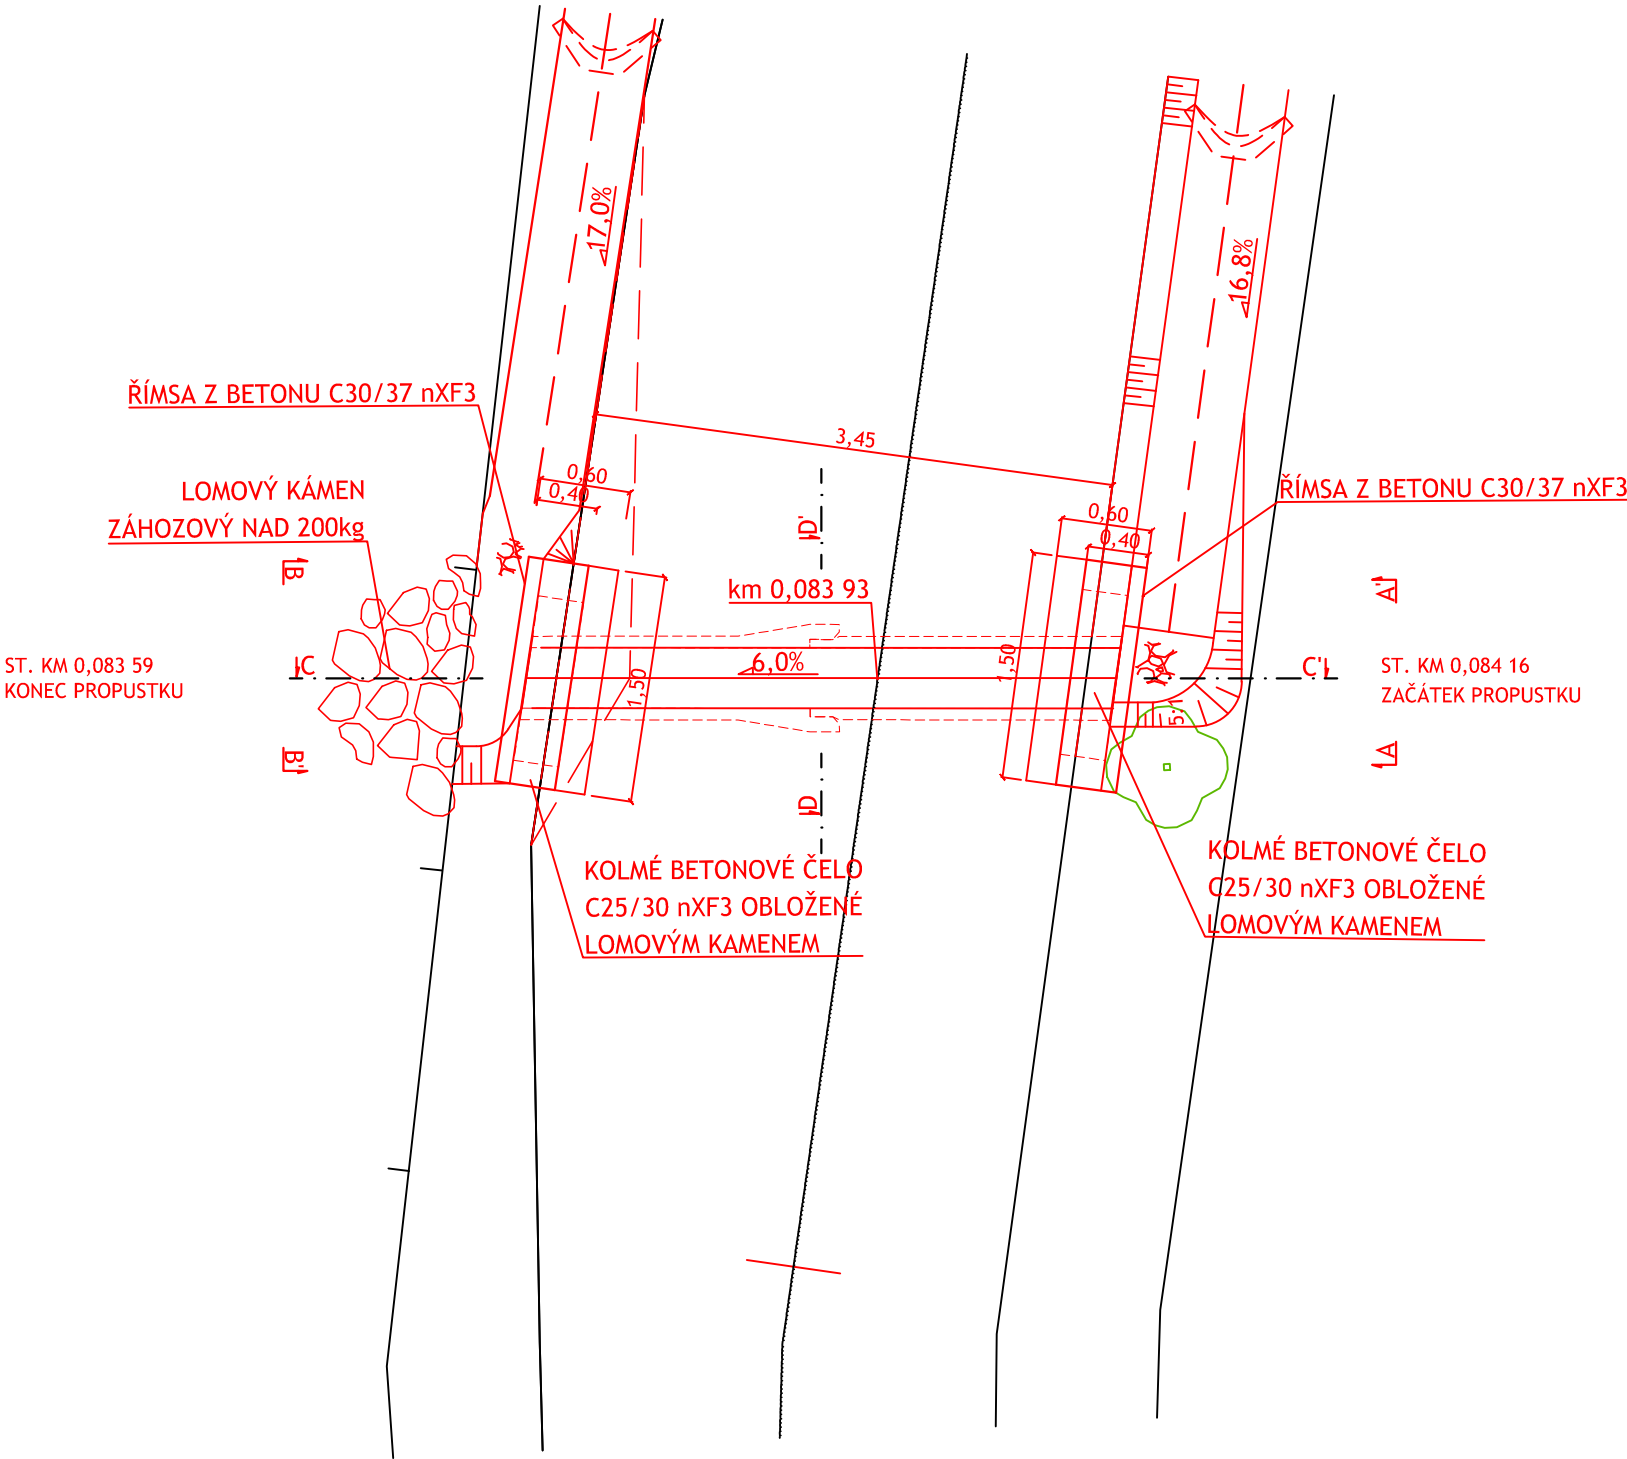 17,0%
16,8%
ŘÍMSA Z BETONU C30/37 nXF3
3,45
0,60
0,40
LOMOVÝ KÁMEN
ZÁHOZOVÝ NAD 200kg
ŘÍMSA Z BETONU C30/37 nXF3
0,60
0,40
D'
B
km 0,083 93
A'
ST. KM 0,083 59
KONEC PROPUSTKU
C
6,0%
1,50
1,50
C'
ST. KM 0,084 16
ZAČÁTEK PROPUSTKU
5:1
B'
A
D
KOLMÉ BETONOVÉ ČELO
C25/30 nXF3 OBLOŽENÉ
LOMOVÝM KAMENEM
KOLMÉ BETONOVÉ ČELO
C25/30 nXF3 OBLOŽENÉ
LOMOVÝM KAMENEM